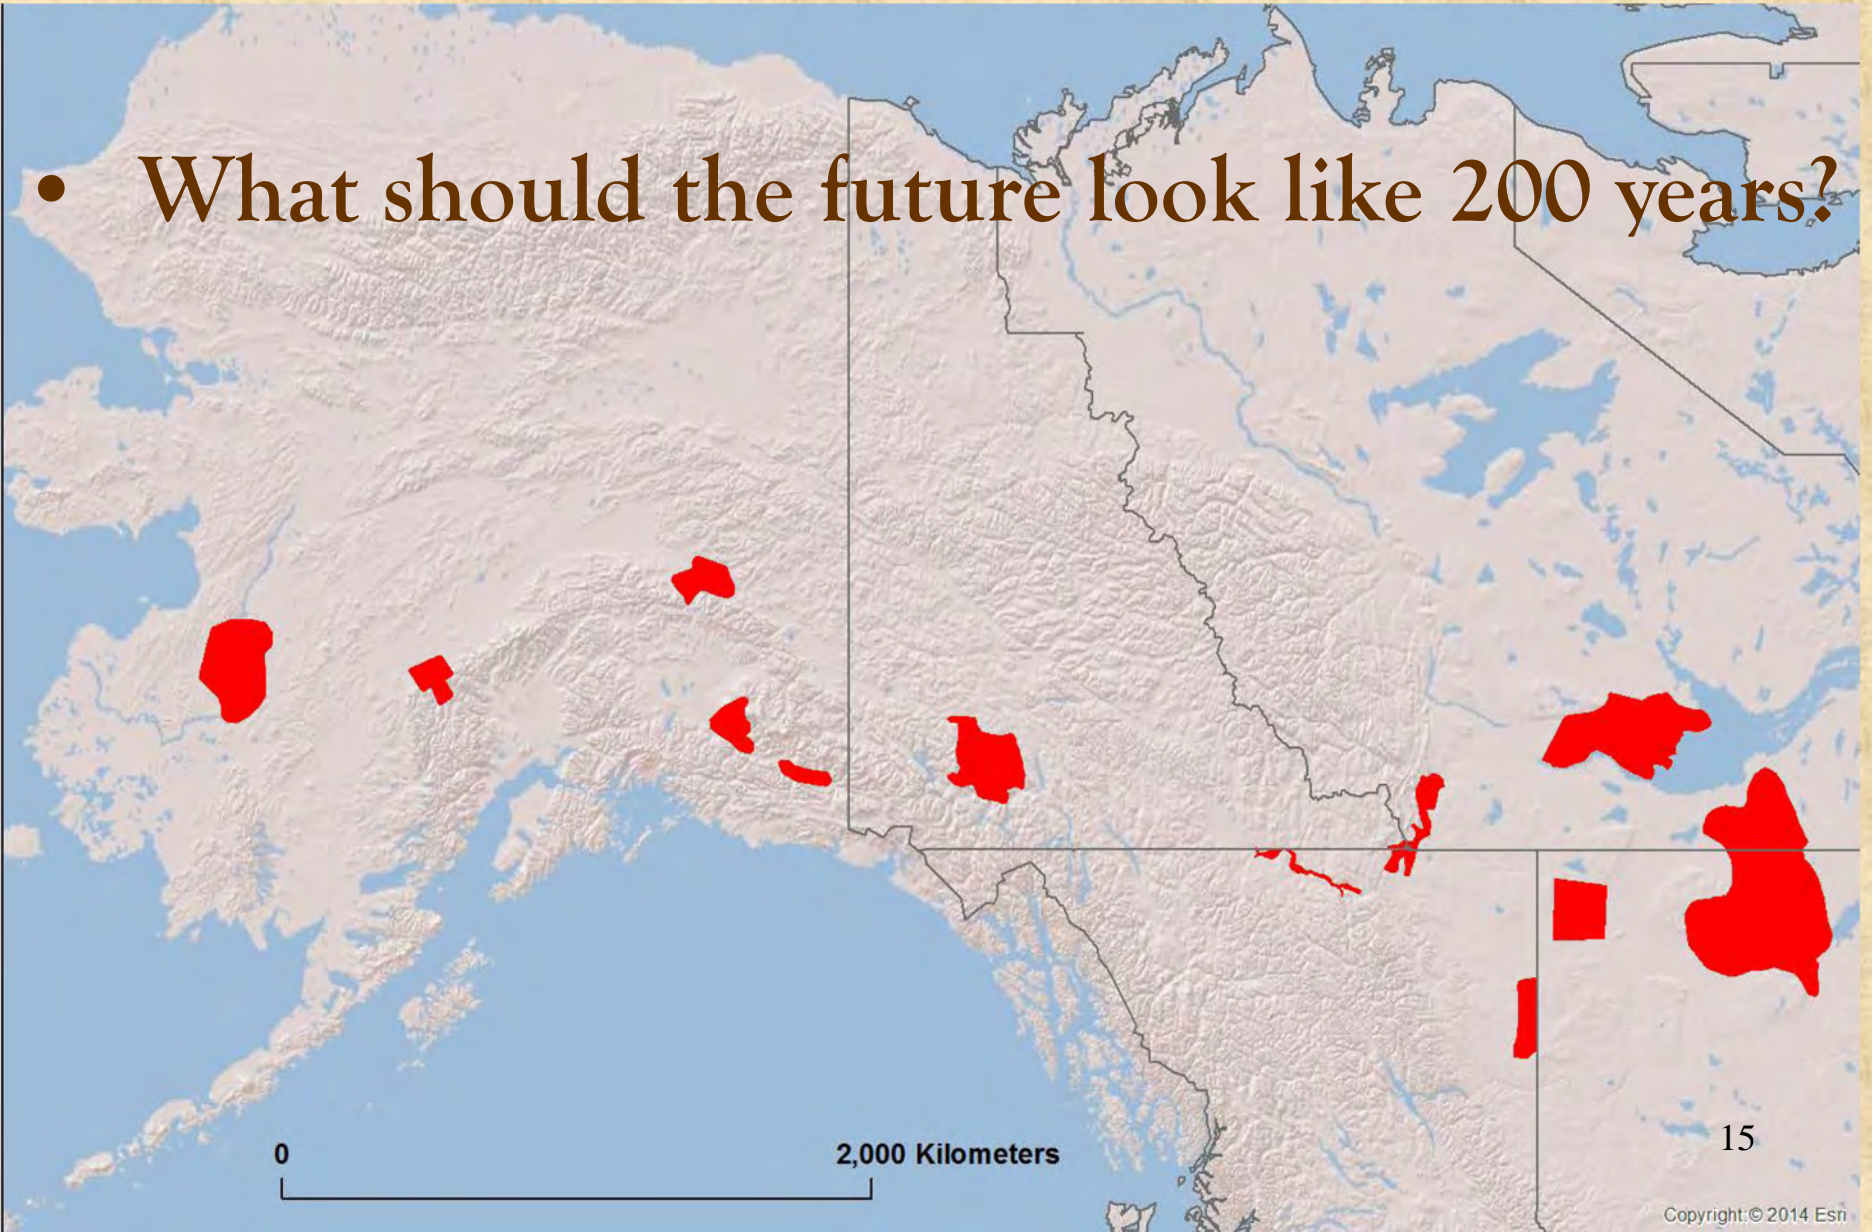 • What should the future look like 200 years?
0
2,000 Kilometers
15
Copyright:© 2014 Esri